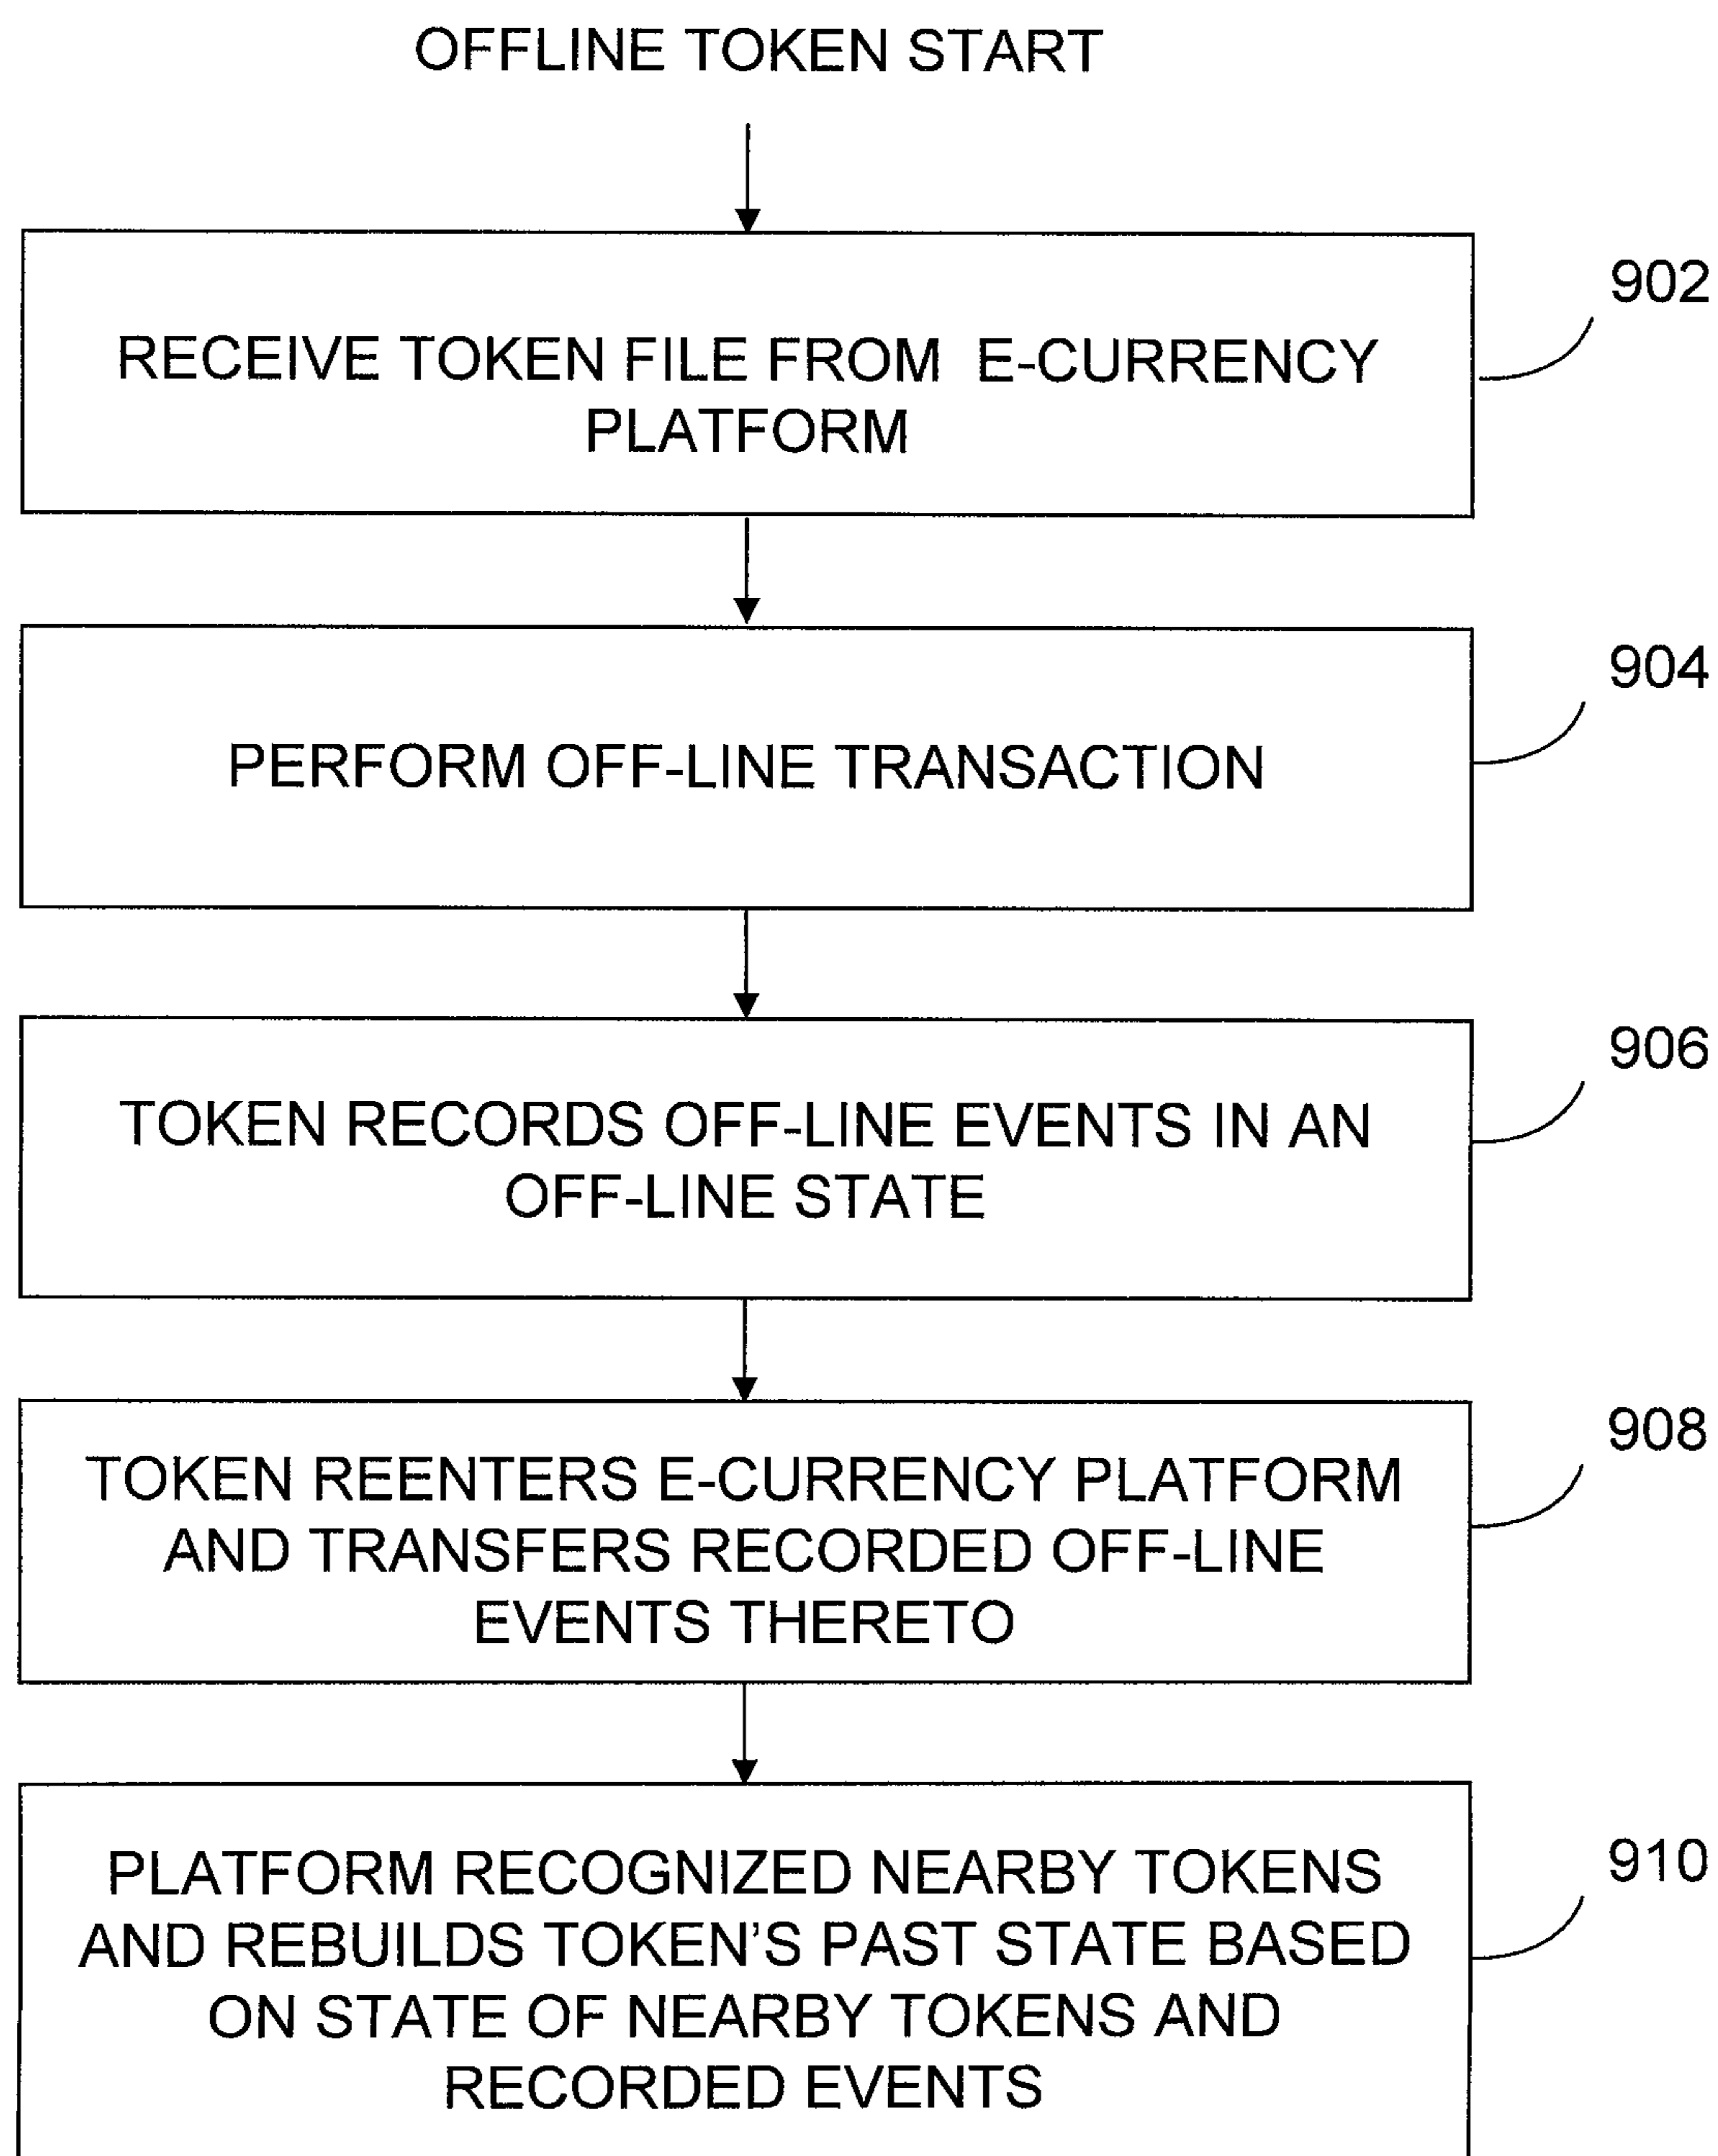 OFFLINE TOKEN START
902
RECEIVE TOKEN FILE FROM E-CURRENCY
PLATFORM
904
PERFORM OFF-LINE TRANSACTION
906
TOKEN RECORDS OFF-LINE EVENTS IN AN
OFF-LINE STATE
908
TOKEN REENTERS E-CURRENCY PLATFORM
AND TRANSFERS RECORDED OFF-LINE
EVENTS THERETO
910
PLATFORM RECOGNIZED NEARBY TOKENS
AND REBUILDS TOKEN'S PAST STATE BASED
ON STATE OF NEARBY TOKENS AND
RECORDED EVENTS